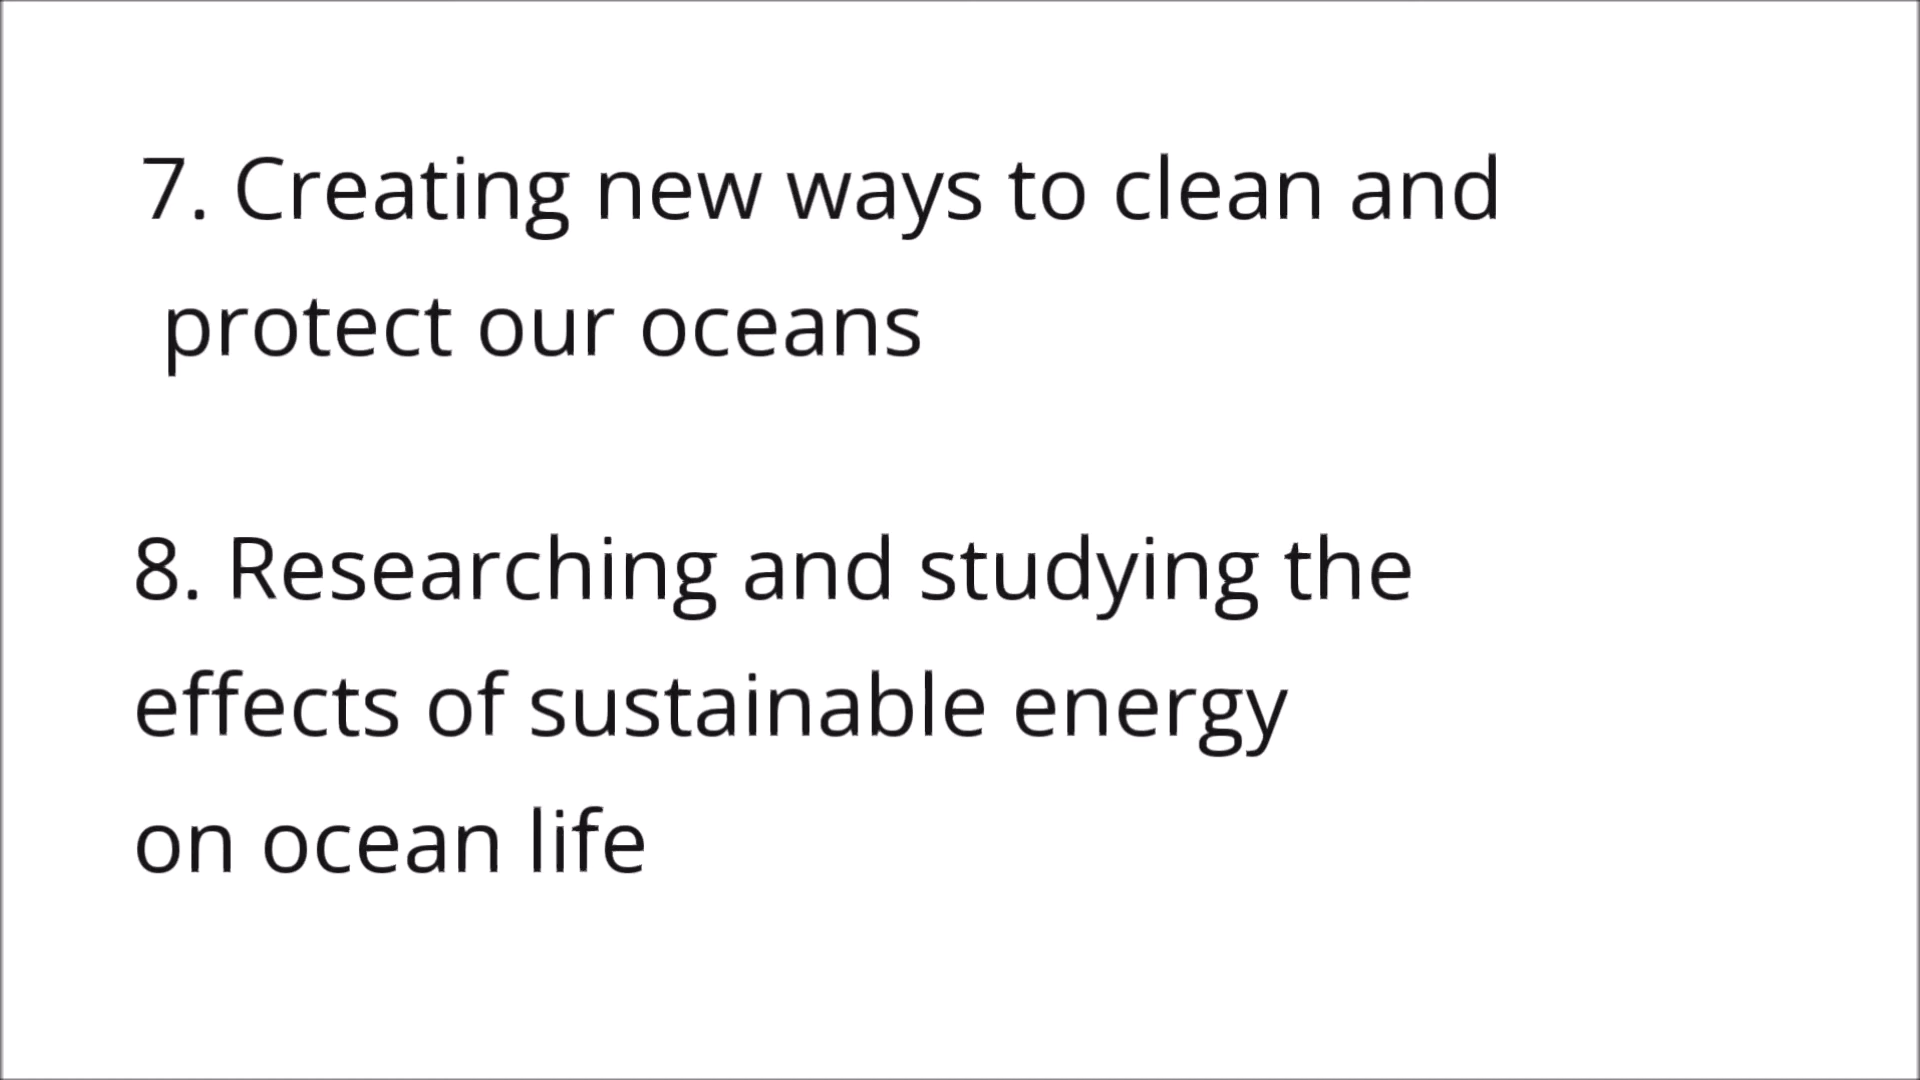 7. Creating new ways to clean and
protect our oceans
8. Researching and studying the
effects of sustainable energy
on ocean life